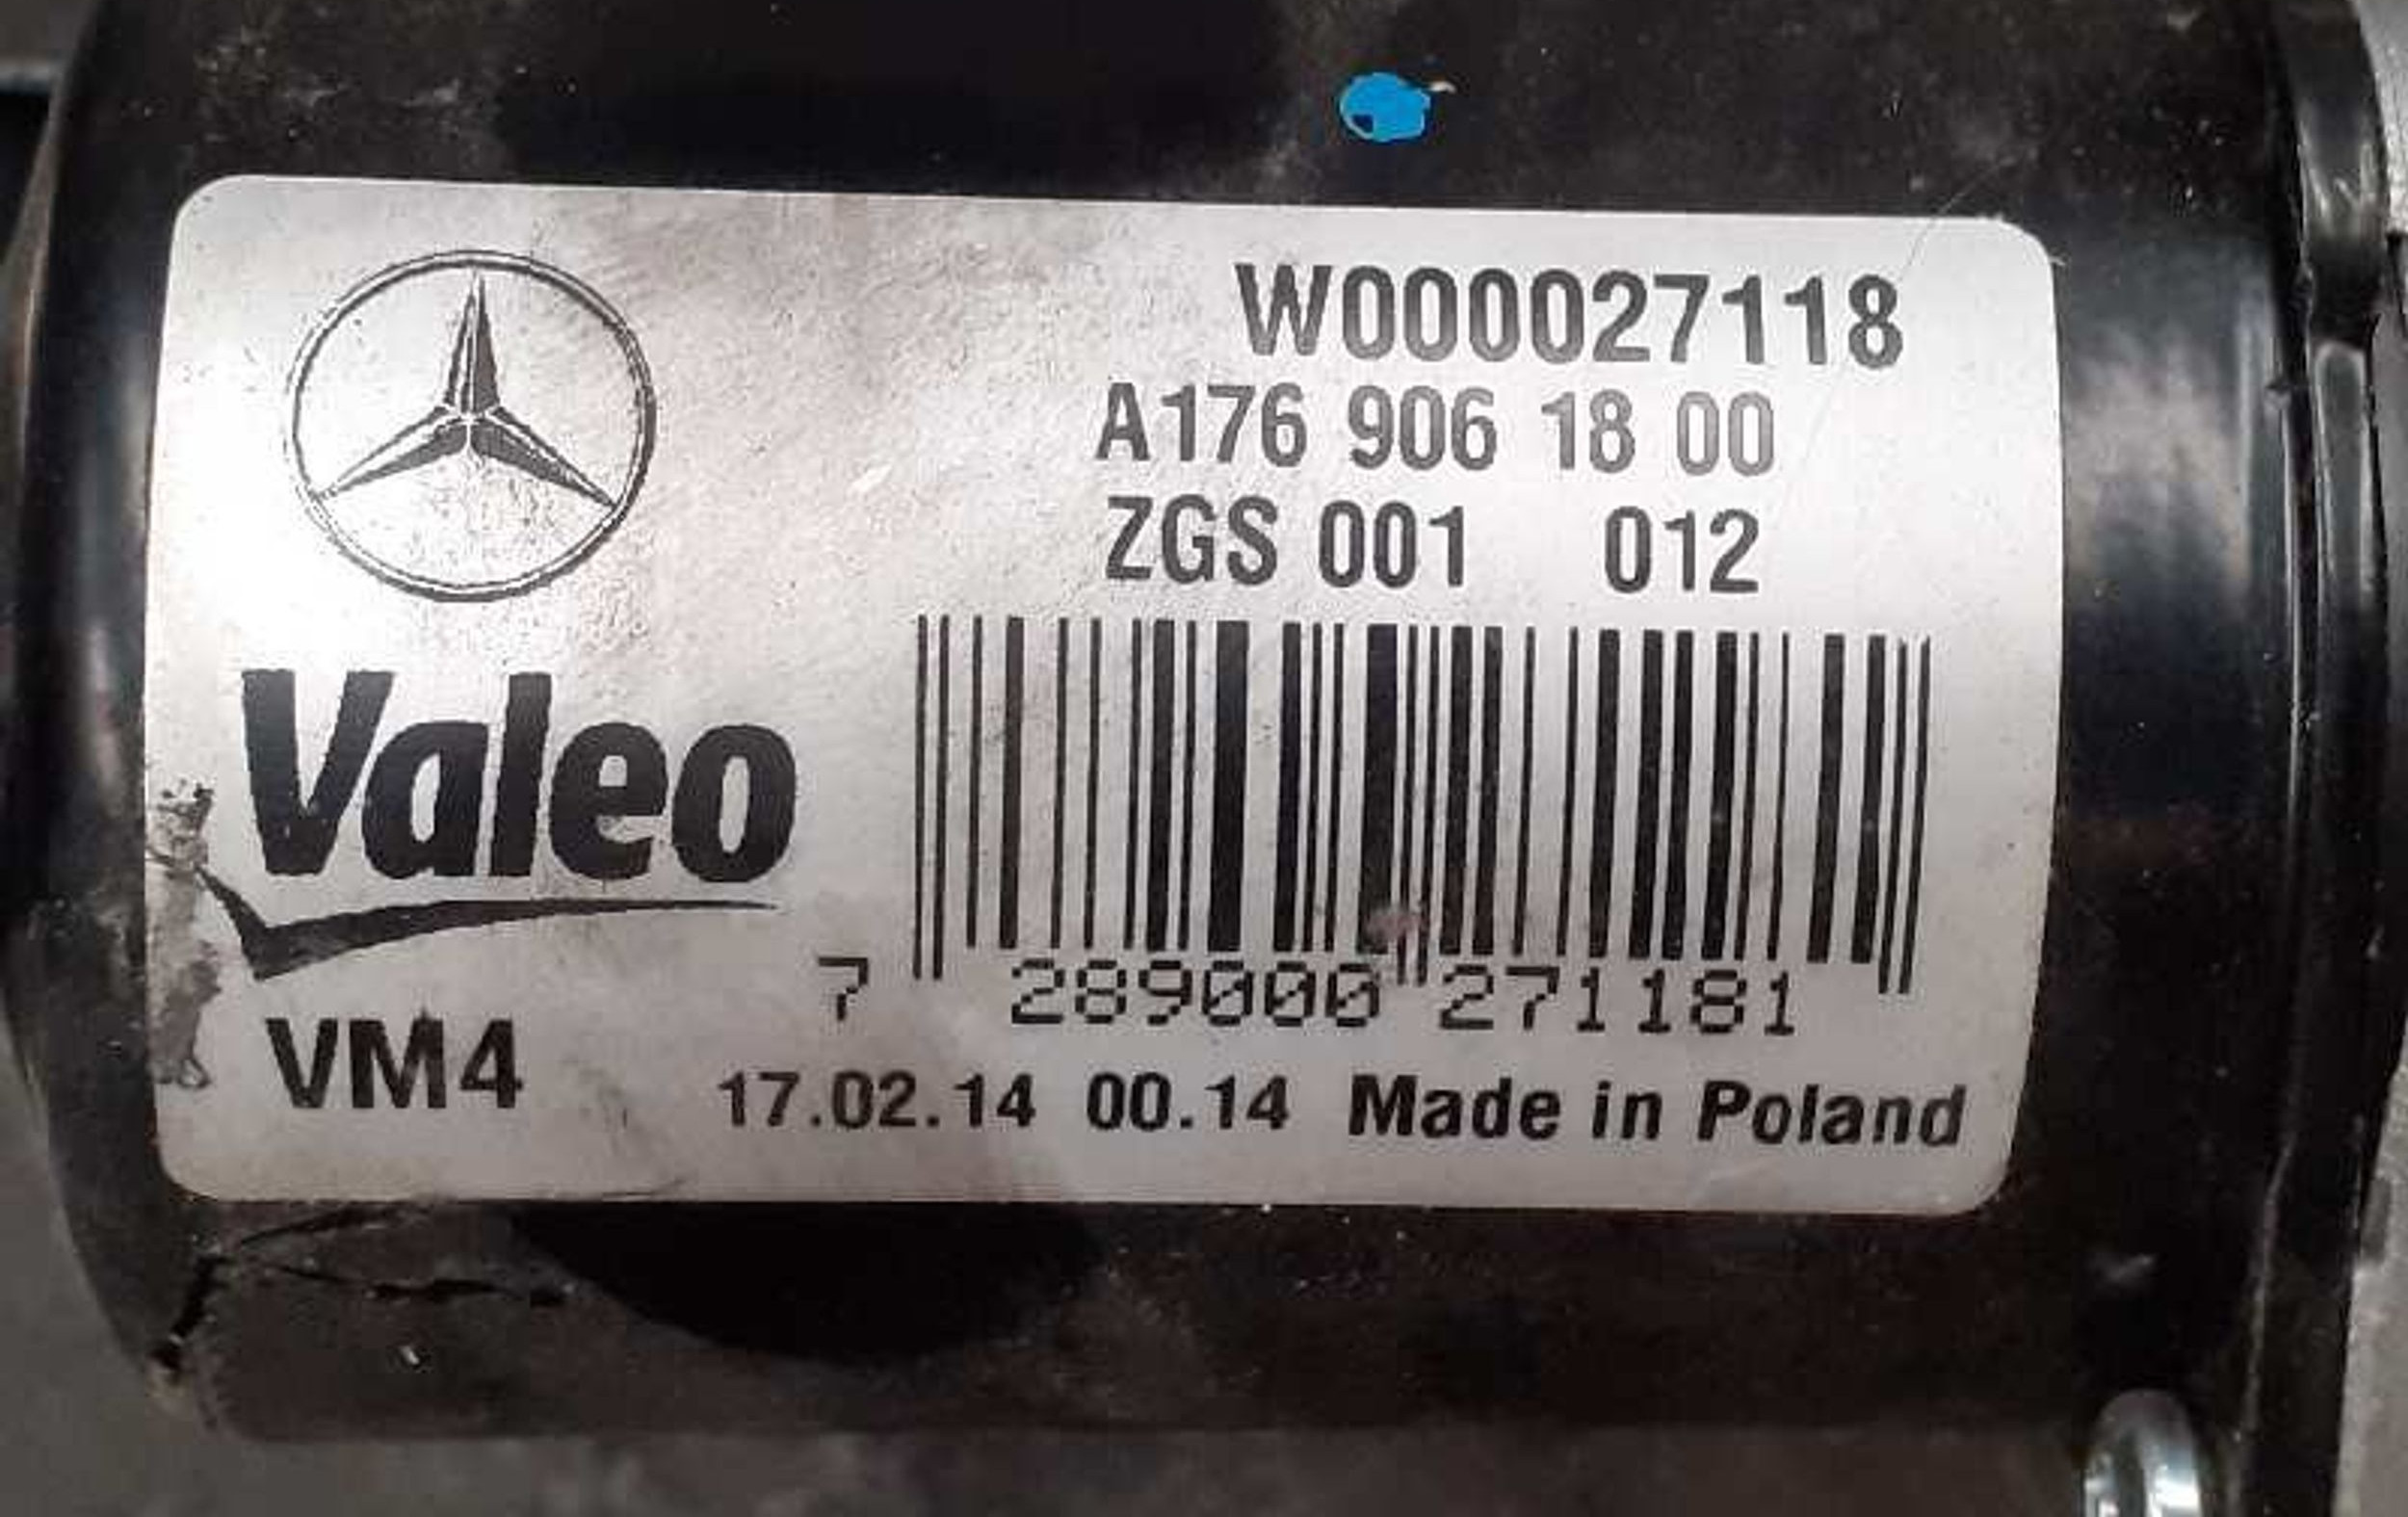 W000027118
A176 906 18 00
ZGS 001 012
Valeo
7 289000 271181
VM4
17.02.14 00.14 Made in Poland